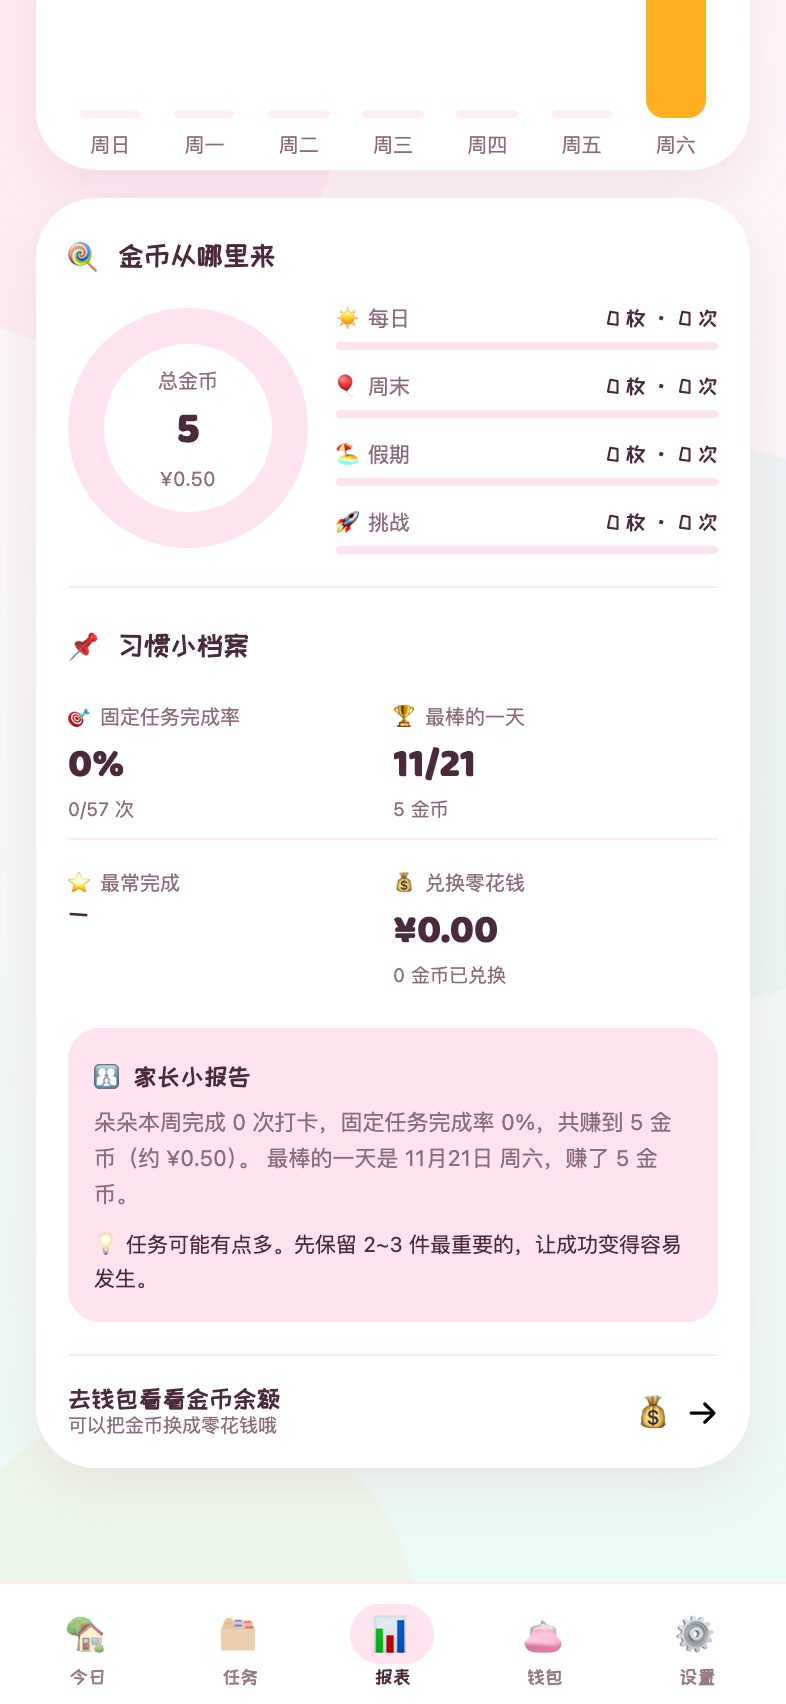 周日 周一 周二 周三 周四 周五 周六
金币从哪里来
总金币
5
¥0.50
每日 0 枚 · 0 次
周末 0 枚 · 0 次
假期 0 枚 · 0 次
挑战 0 枚 · 0 次
习惯小档案
固定任务完成率
0%
0/57 次
最棒的一天
11/21
5 金币
最常完成
—
兑换零花钱
¥0.00
0 金币已兑换
家长小报告
朵朵本周完成 0 次打卡，固定任务完成率 0%，共赚到 5 金
币（约 ¥0.50）。 最棒的一天是 11月21日 周六，赚了 5 金
币。
任务可能有点多。先保留 2~3 件最重要的，让成功变得容易
发生。
去钱包看看金币余额
可以把金币换成零花钱哦
今日 任务 报表 钱包 设置